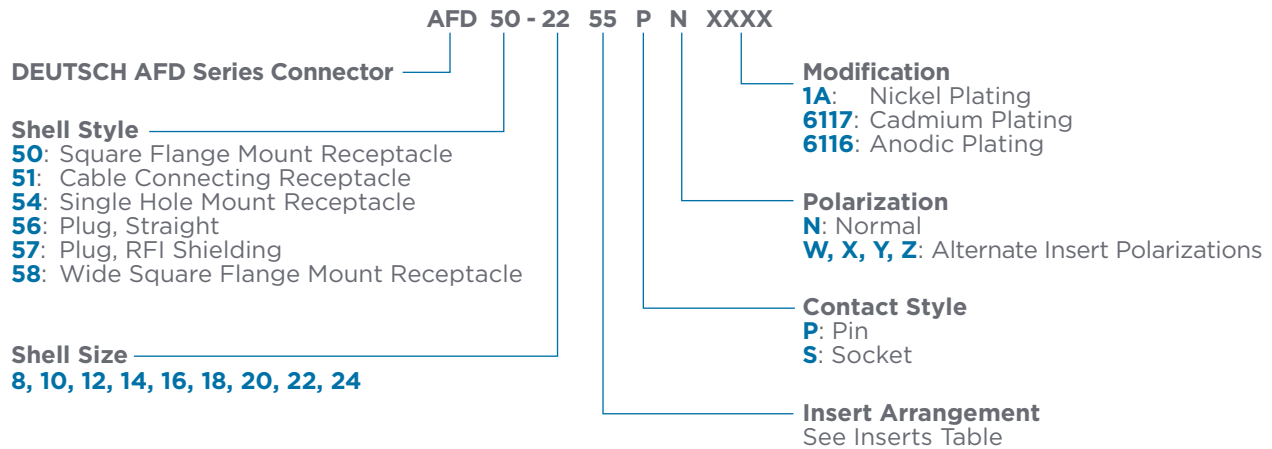 AFD 50 - 22 55 P N XXXX
DEUTSCH AFD Series Connector
Shell Style
50: Square Flange Mount Receptacle
51: Cable Connecting Receptacle
54: Single Hole Mount Receptacle
56: Plug, Straight
57: Plug, RFI Shielding
58: Wide Square Flange Mount Receptacle
Shell Size
8, 10, 12, 14, 16, 18, 20, 22, 24
Modification
1A: Nickel Plating
6117: Cadmium Plating
6116: Anodic Plating
Polarization
N: Normal
W, X, Y, Z: Alternate Insert Polarizations
Contact Style
P: Pin
S: Socket
Insert Arrangement
See Inserts Table